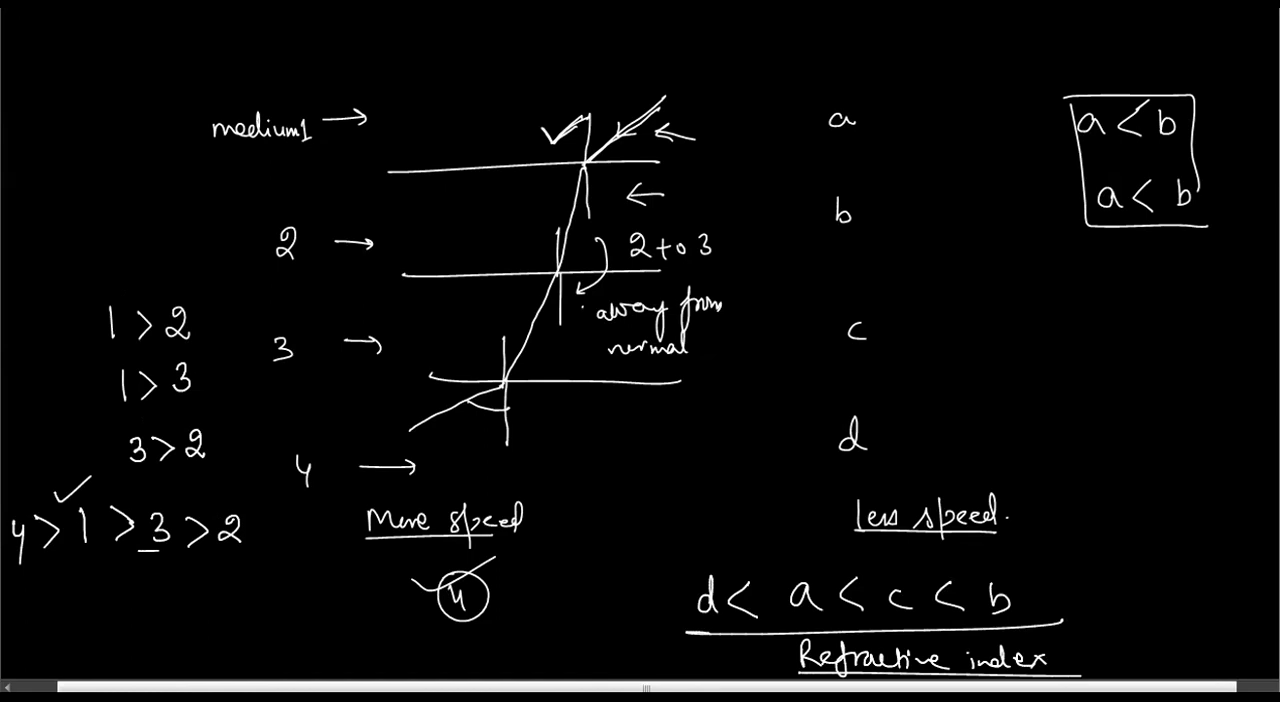 medium1 → a a < b
a < b
2 → 2 to 3 b
1 > 2 away from
3 → normal c
1 > 3
3 > 2 4 → d
4 > 1 > 3 > 2 More speed Less speed.
4 d < a < c < b
Refractive index